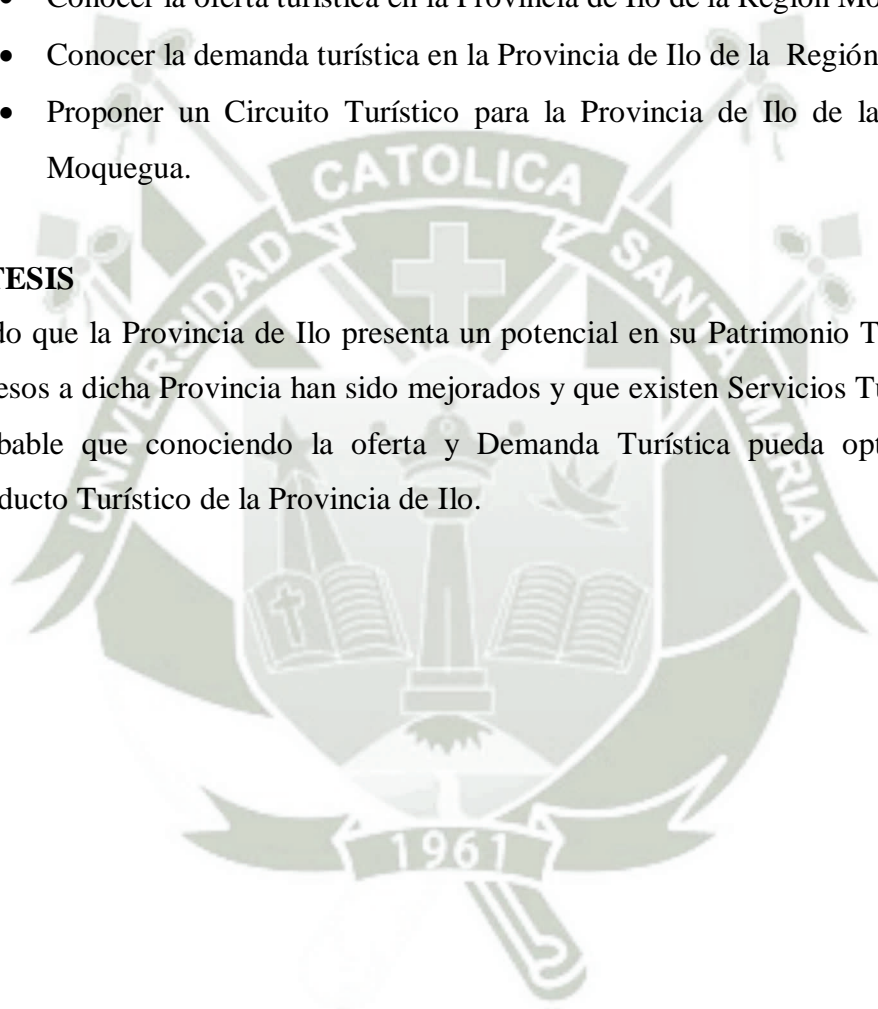 • Conocer la oferta turística en la Provincia de Ilo de la Región Mo
• Conocer la demanda turística en la Provincia de Ilo de la Región
• Proponer un Circuito Turístico para la Provincia de Ilo de la
Moquegua.
TESIS
do que la Provincia de Ilo presenta un potencial en su Patrimonio T
esos a dicha Provincia han sido mejorados y que existen Servicios Tu
bable que conociendo la oferta y Demanda Turística pueda opt
ducto Turístico de la Provincia de Ilo.
UNIVERSIDAD CATOLICA SANTA MARIA
1961